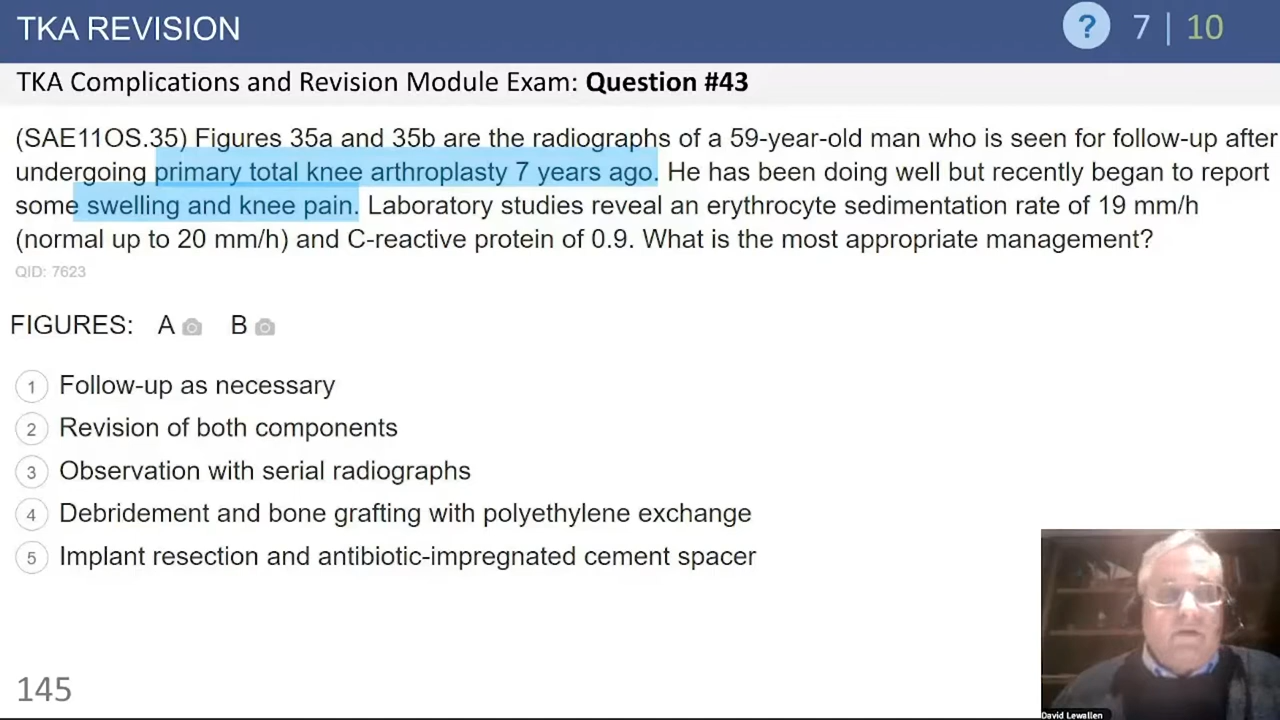 TKA REVISION
? 7 | 10
TKA Complications and Revision Module Exam: Question #43
(SAE11OS.35) Figures 35a and 35b are the radiographs of a 59-year-old man who is seen for follow-up after
undergoing primary total knee arthroplasty 7 years ago. He has been doing well but recently began to report
some swelling and knee pain. Laboratory studies reveal an erythrocyte sedimentation rate of 19 mm/h
(normal up to 20 mm/h) and C-reactive protein of 0.9. What is the most appropriate management?
QID: 7623
FIGURES: A B
1 Follow-up as necessary
2 Revision of both components
3 Observation with serial radiographs
4 Debridement and bone grafting with polyethylene exchange
5 Implant resection and antibiotic-impregnated cement spacer
145
David Lewallen